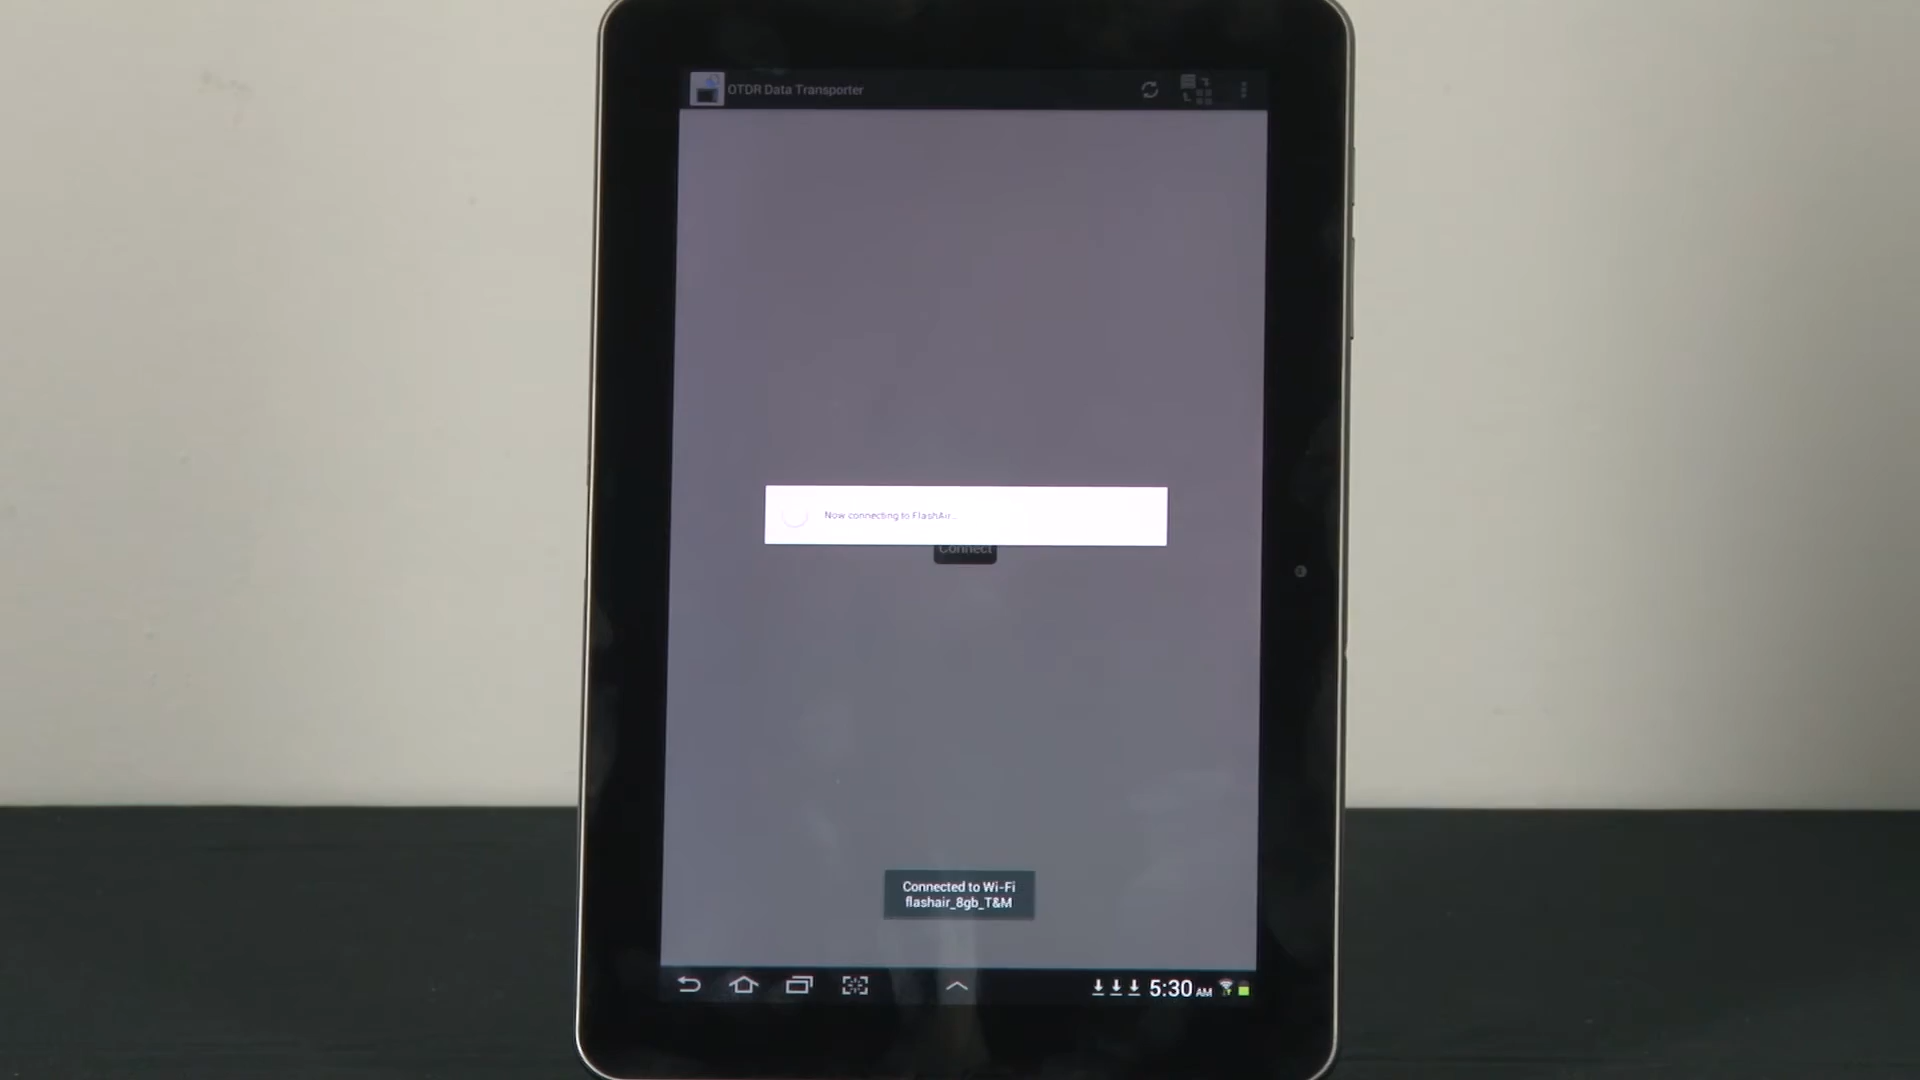 OTDR Data Transporter
Now connecting to FlashAir...
Connect
Connected to Wi-Fi
flashair_8gb_T&M
5:30 AM